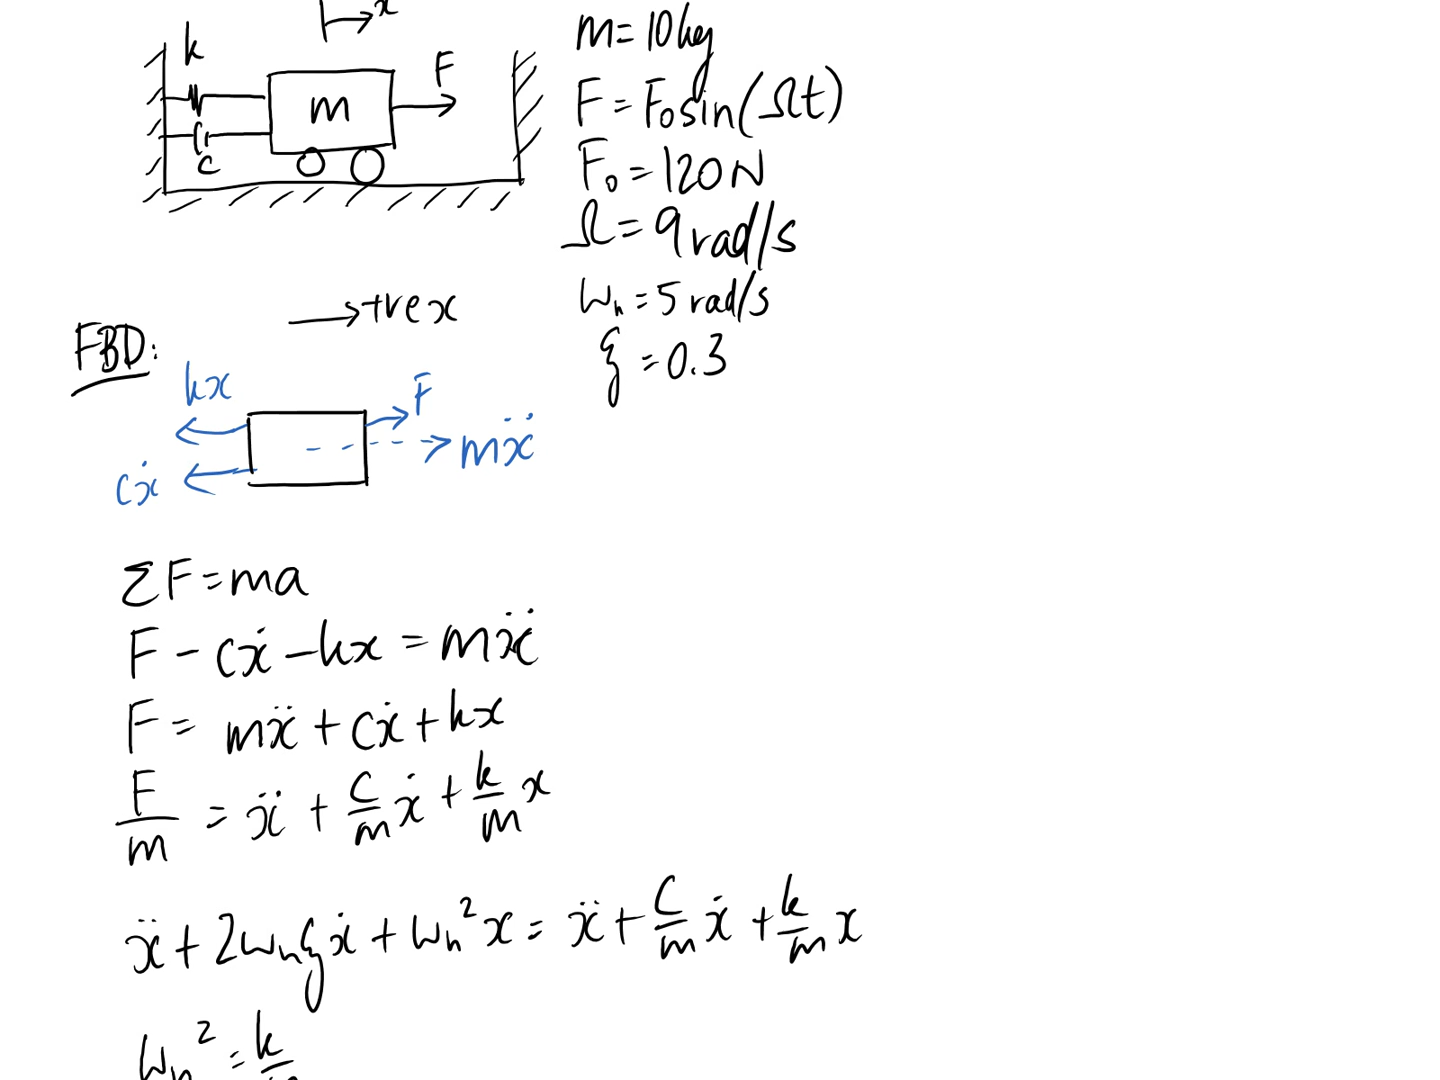 x
k
F
m
c
m = 10kg
F = F₀sin(Ωt)
F₀ = 120N
Ω = 9rad/s
ωₙ = 5rad/s
ξ = 0.3
→ +ve x
FBD:
kx
F
mẍ
cẋ
ΣF = ma
F - cẋ - kx = mẍ
F = mẍ + cẋ + kx
F/m = ẍ + c/m ẋ + k/m x
ẍ + 2ωₙξẋ + ωₙ²x = ẍ + c/m ẋ + k/m x
ωₙ² = k/